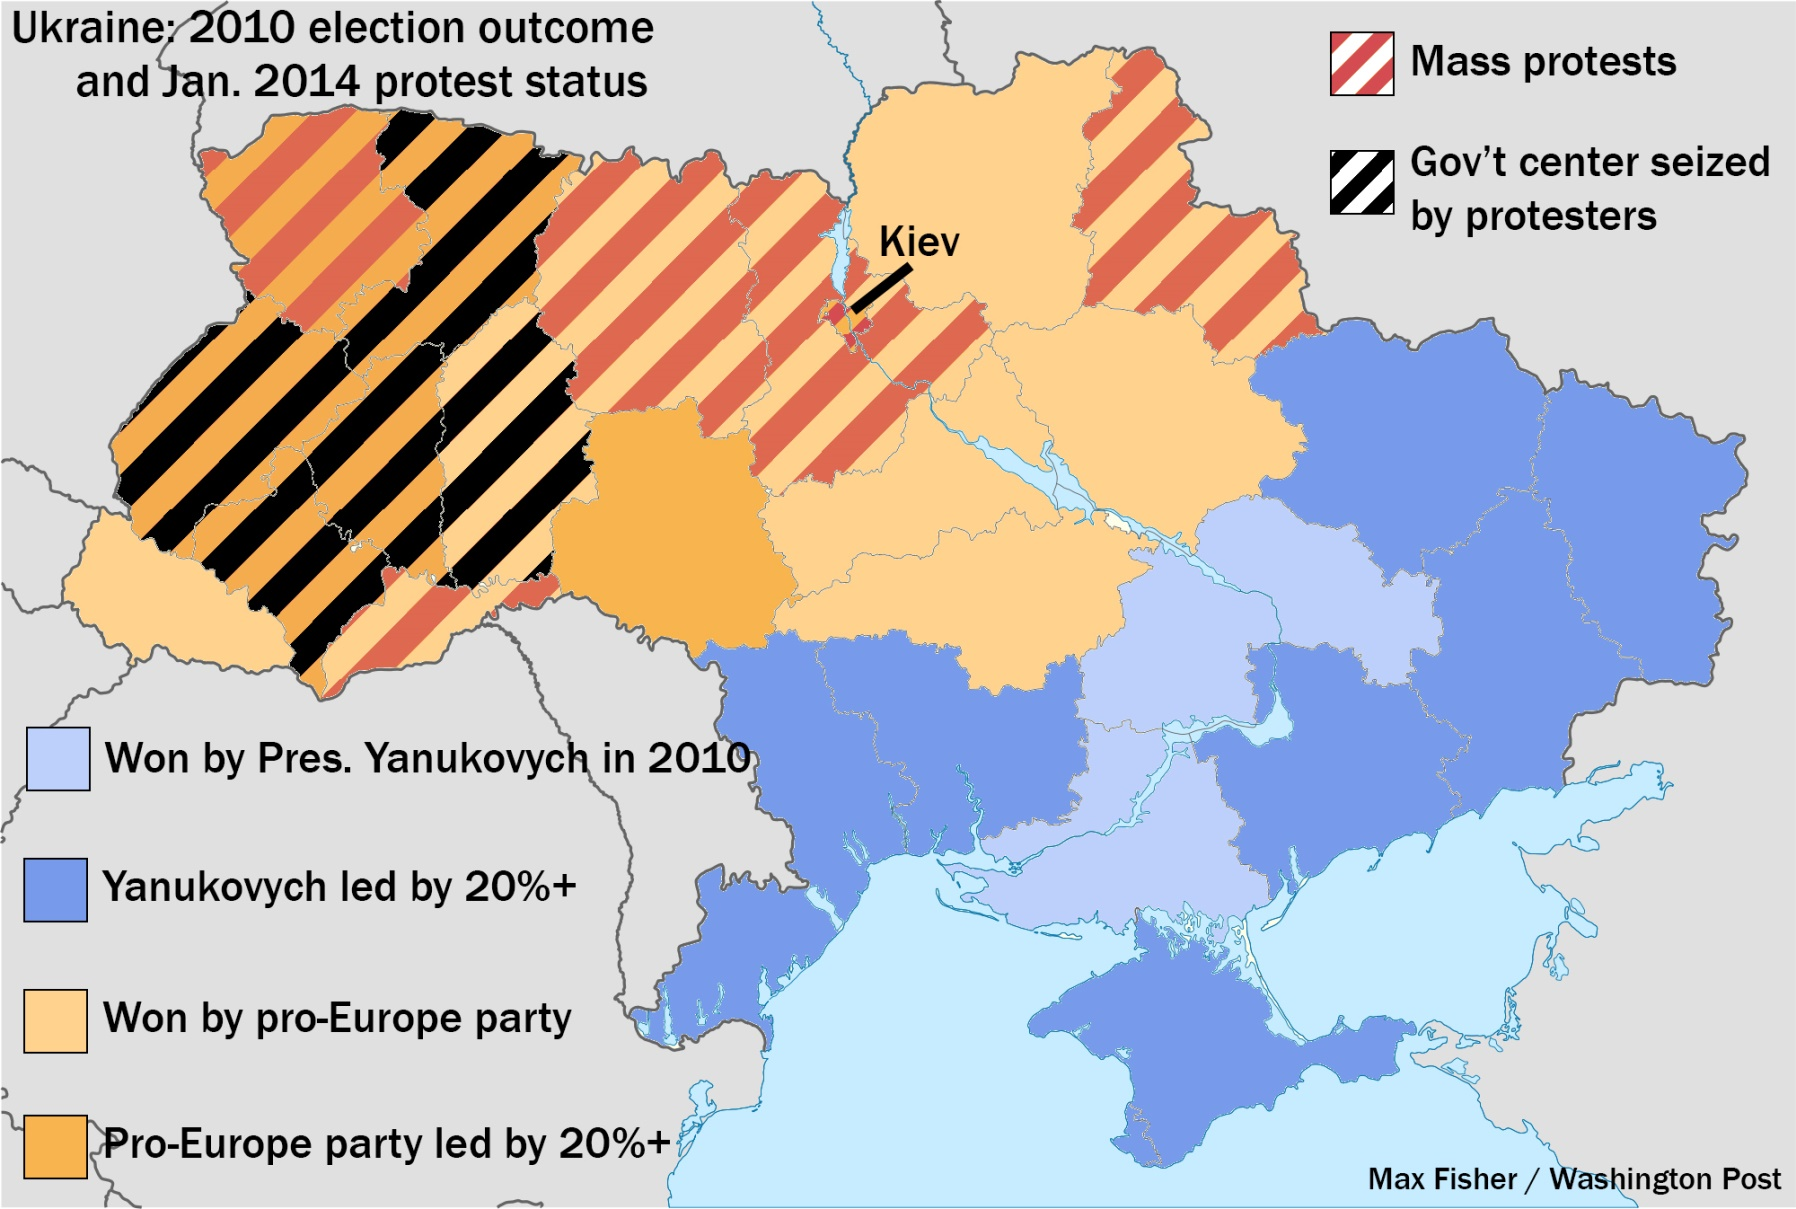 Ukraine: 2010 election outcome
and Jan. 2014 protest status
Mass protests
Gov't center seized
by protesters
Kiev
Won by Pres. Yanukovych in 2010
Yanukovych led by 20%+
Won by pro-Europe party
Pro-Europe party led by 20%+
Max Fisher / Washington Post